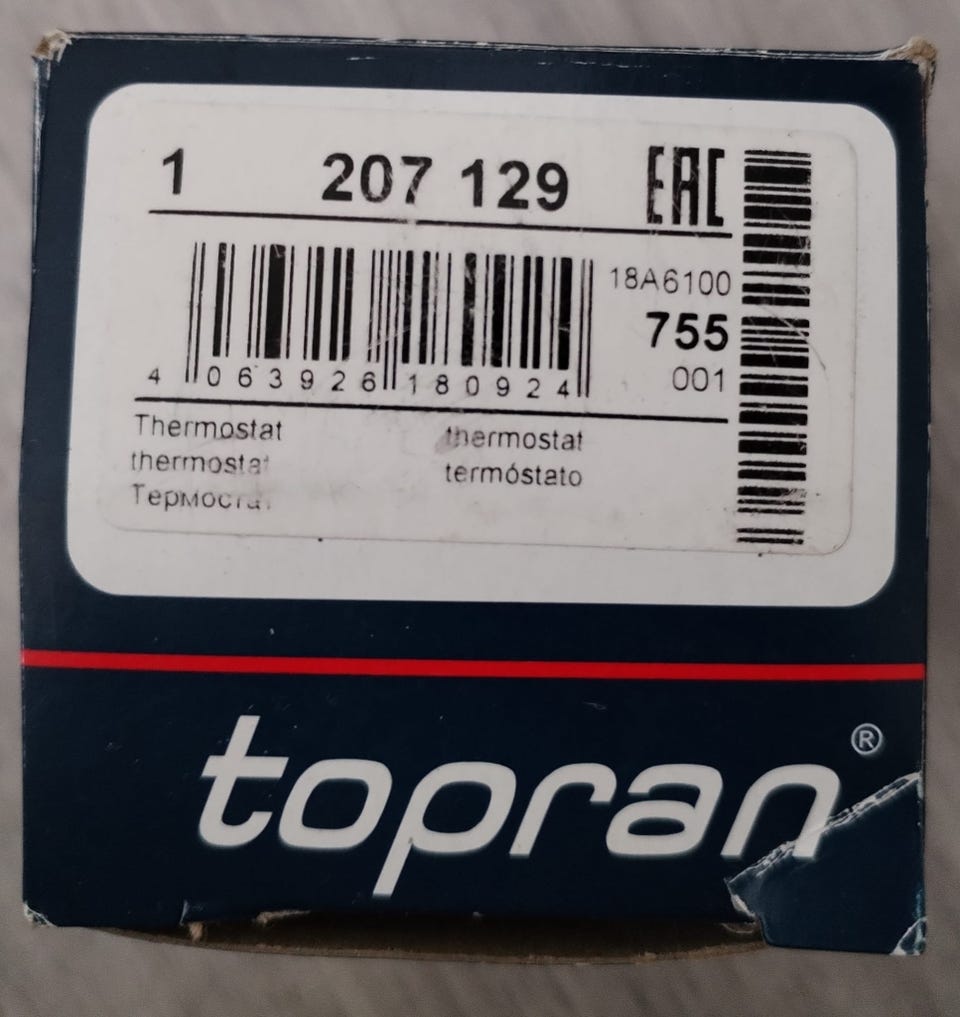 1 207 129 EAC
18A6100
755
001
4 063926 180924
Thermostat thermostat
thermostat termóstato
Термостат
topran®